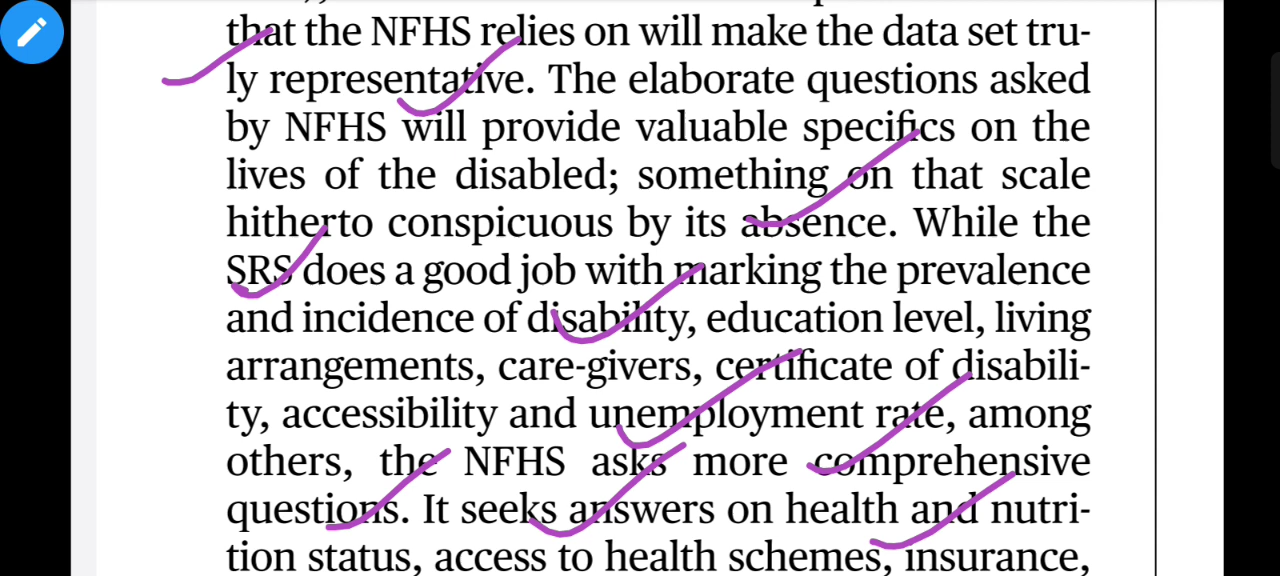 that the NFHS relies on will make the data set tru-
ly representative. The elaborate questions asked
by NFHS will provide valuable specifics on the
lives of the disabled; something on that scale
hitherto conspicuous by its absence. While the
SRS does a good job with marking the prevalence
and incidence of disability, education level, living
arrangements, care-givers, certificate of disabili-
ty, accessibility and unemployment rate, among
others, the NFHS asks more comprehensive
questions. It seeks answers on health and nutri-
tion status, access to health schemes, insurance,